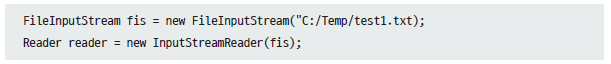 FileInputStream fis = new FileInputStream("C:/Temp/test1.txt);
Reader reader = new InputStreamReader(fis);